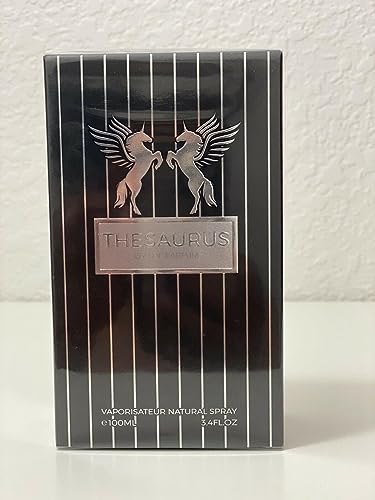 THESAURUS
EAU DE PARFUM
VAPORISATEUR NATURAL SPRAY
e100ML 3.4FL.OZ